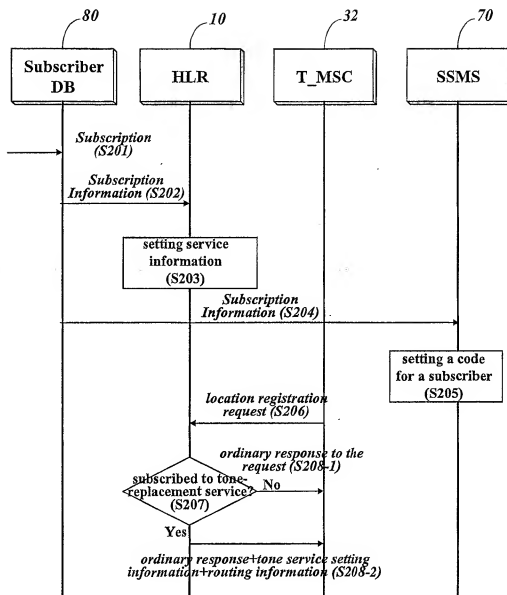 80
10
32
70
Subscriber
DB
HLR
T_MSC
SSMS
Subscription
(S201)
Subscription
Information (S202)
setting service
information
(S203)
Subscription
Information (S204)
setting a code
for a subscriber
(S205)
location registration
request (S206)
ordinary response to the
request (S208-1)
subscribed to tone-
replacement service?
(S207)
No
Yes
ordinary response+tone service setting
information+routing information (S208-2)